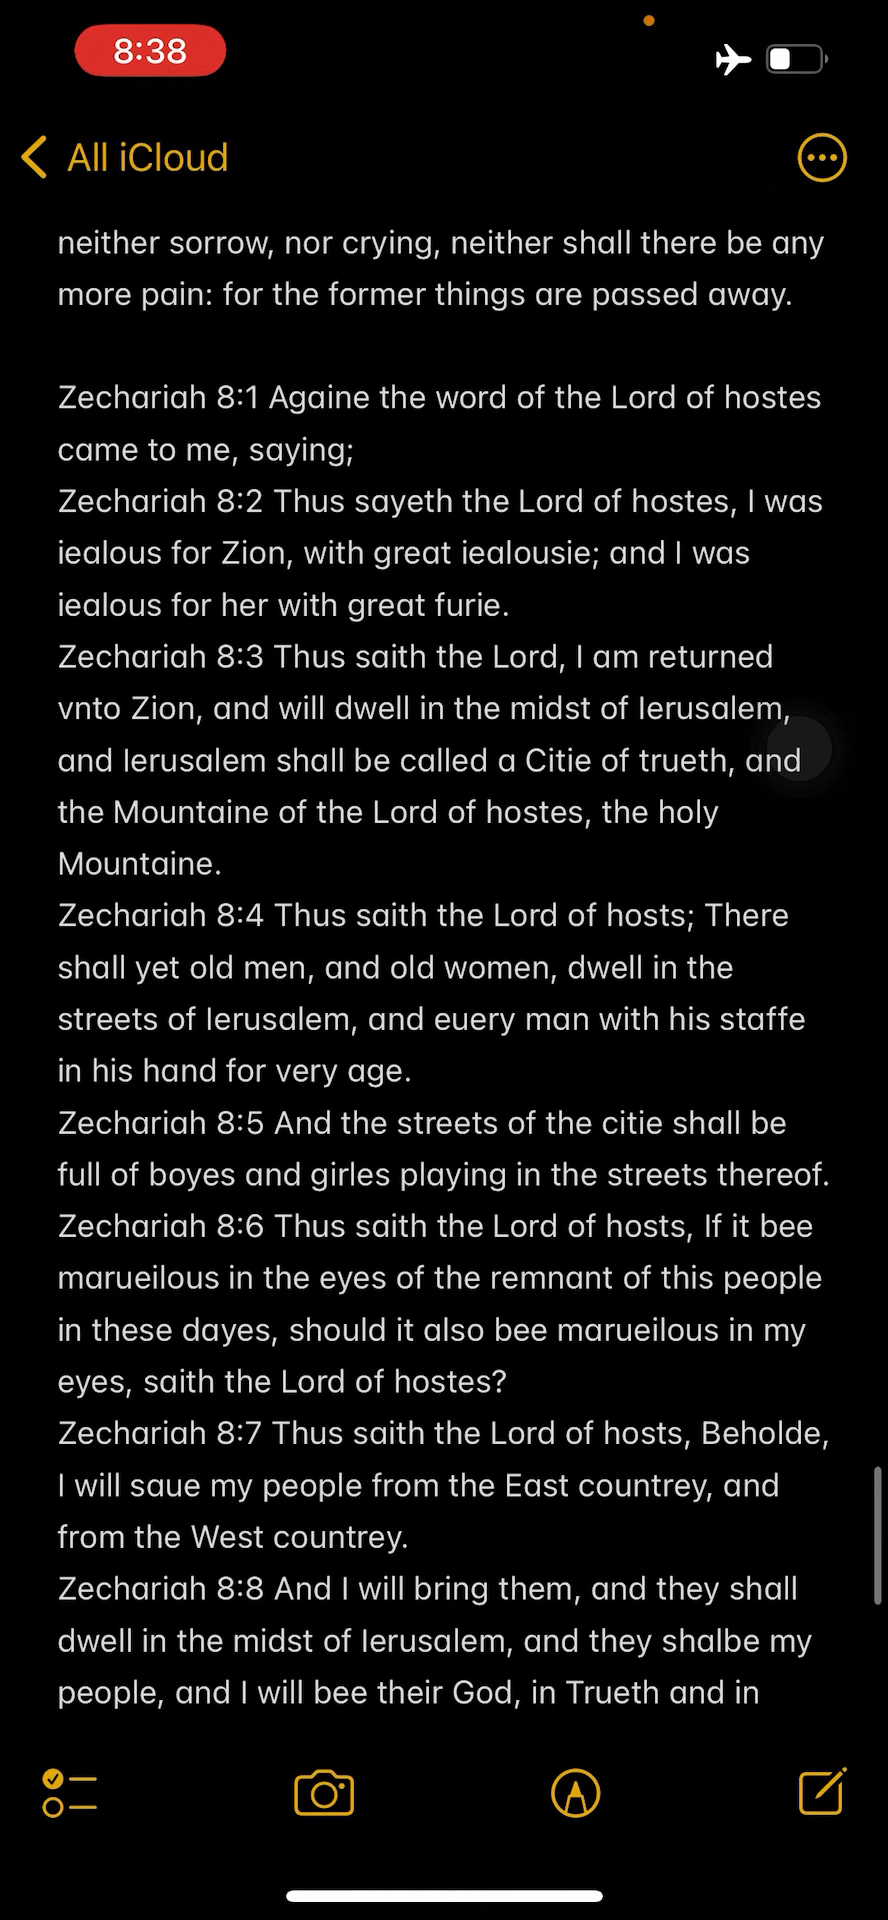 8:38
All iCloud
neither sorrow, nor crying, neither shall there be any
more pain: for the former things are passed away.
Zechariah 8:1 Againe the word of the Lord of hostes
came to me, saying;
Zechariah 8:2 Thus sayeth the Lord of hostes, I was
iealous for Zion, with great iealousie; and I was
iealous for her with great furie.
Zechariah 8:3 Thus saith the Lord, I am returned
vnto Zion, and will dwell in the midst of Ierusalem,
and Ierusalem shall be called a Citie of trueth, and
the Mountaine of the Lord of hostes, the holy
Mountaine.
Zechariah 8:4 Thus saith the Lord of hosts; There
shall yet old men, and old women, dwell in the
streets of Ierusalem, and euery man with his staffe
in his hand for very age.
Zechariah 8:5 And the streets of the citie shall be
full of boyes and girles playing in the streets thereof.
Zechariah 8:6 Thus saith the Lord of hosts, If it bee
marueilous in the eyes of the remnant of this people
in these dayes, should it also bee marueilous in my
eyes, saith the Lord of hostes?
Zechariah 8:7 Thus saith the Lord of hosts, Beholde,
I will saue my people from the East countrey, and
from the West countrey.
Zechariah 8:8 And I will bring them, and they shall
dwell in the midst of Ierusalem, and they shalbe my
people, and I will bee their God, in Trueth and in